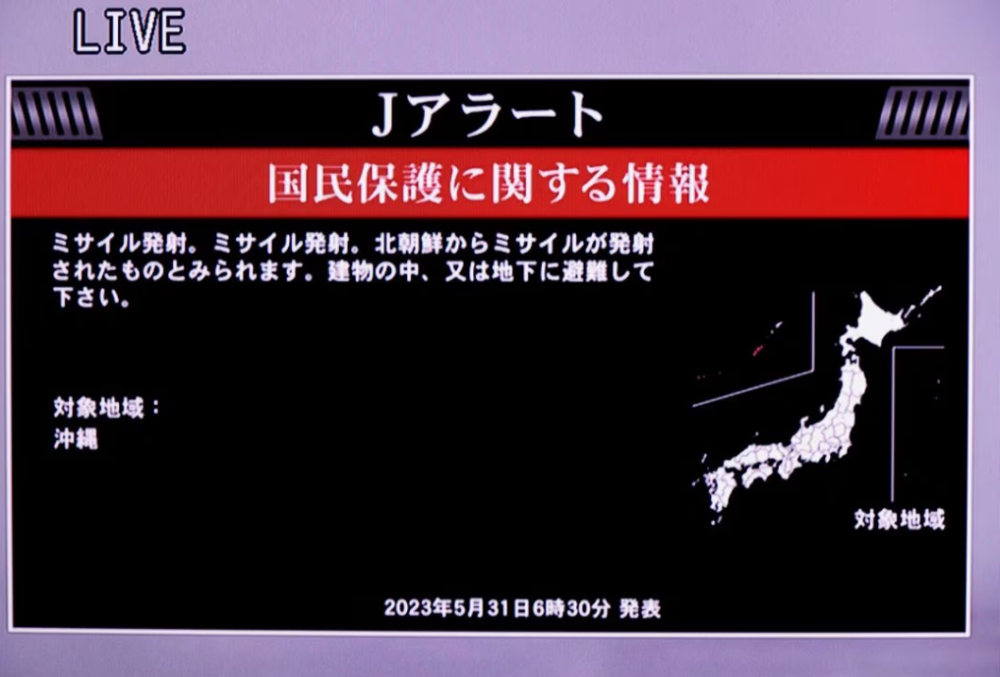 LIVE
Jアラート
国民保護に関する情報
ミサイル発射。ミサイル発射。北朝鮮からミサイルが発射
されたものとみられます。建物の中、又は地下に避難して
下さい。
対象地域：
沖縄
対象地域
2023年5月31日6時30分 発表